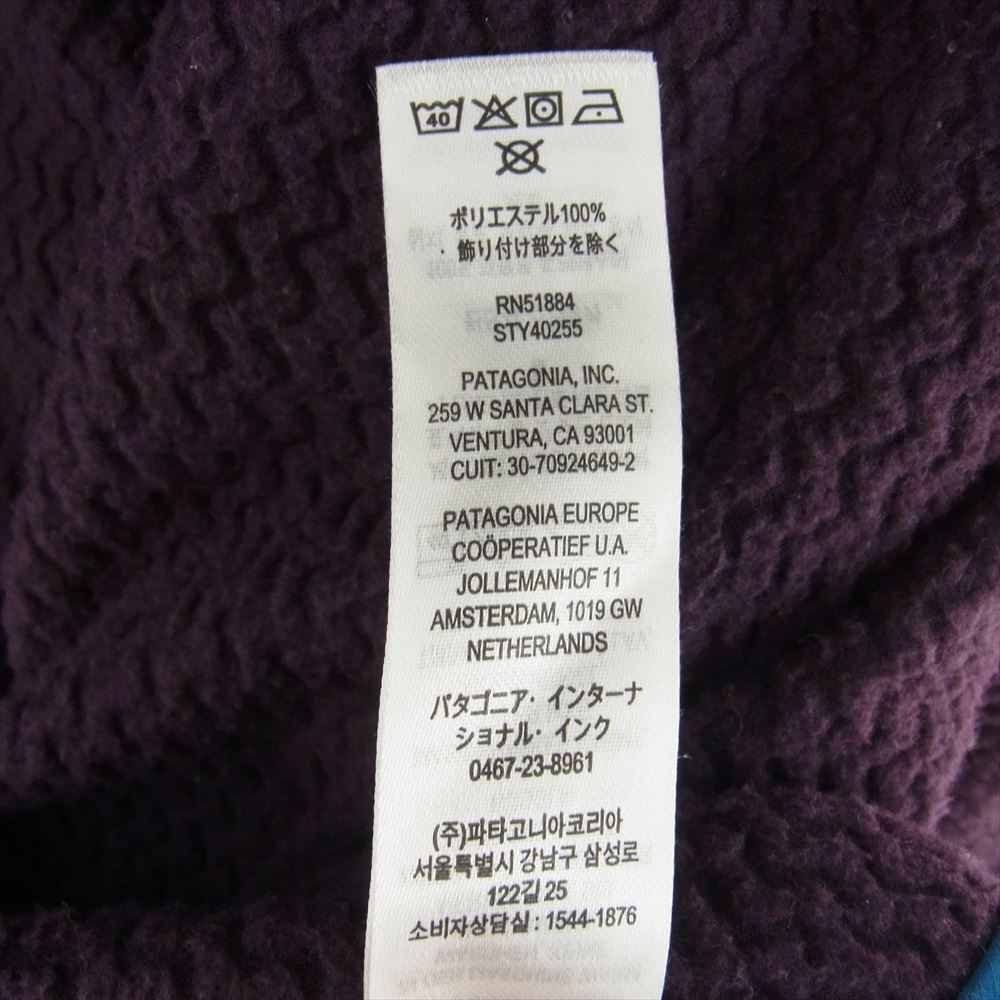 40
ポリエステル100%
・飾り付け部分を除く
RN51884
STY40255
PATAGONIA, INC.
259 W SANTA CLARA ST.
VENTURA, CA 93001
CUIT: 30-70924649-2
PATAGONIA EUROPE
COÖPERATIEF U.A.
JOLLEMANHOF 11
AMSTERDAM, 1019 GW
NETHERLANDS
パタゴニア・インターナ
ショナル・インク
0467-23-8961
(주)파타고니아코리아
서울특별시 강남구 삼성로
122길 25
소비자상담실 : 1544-1876